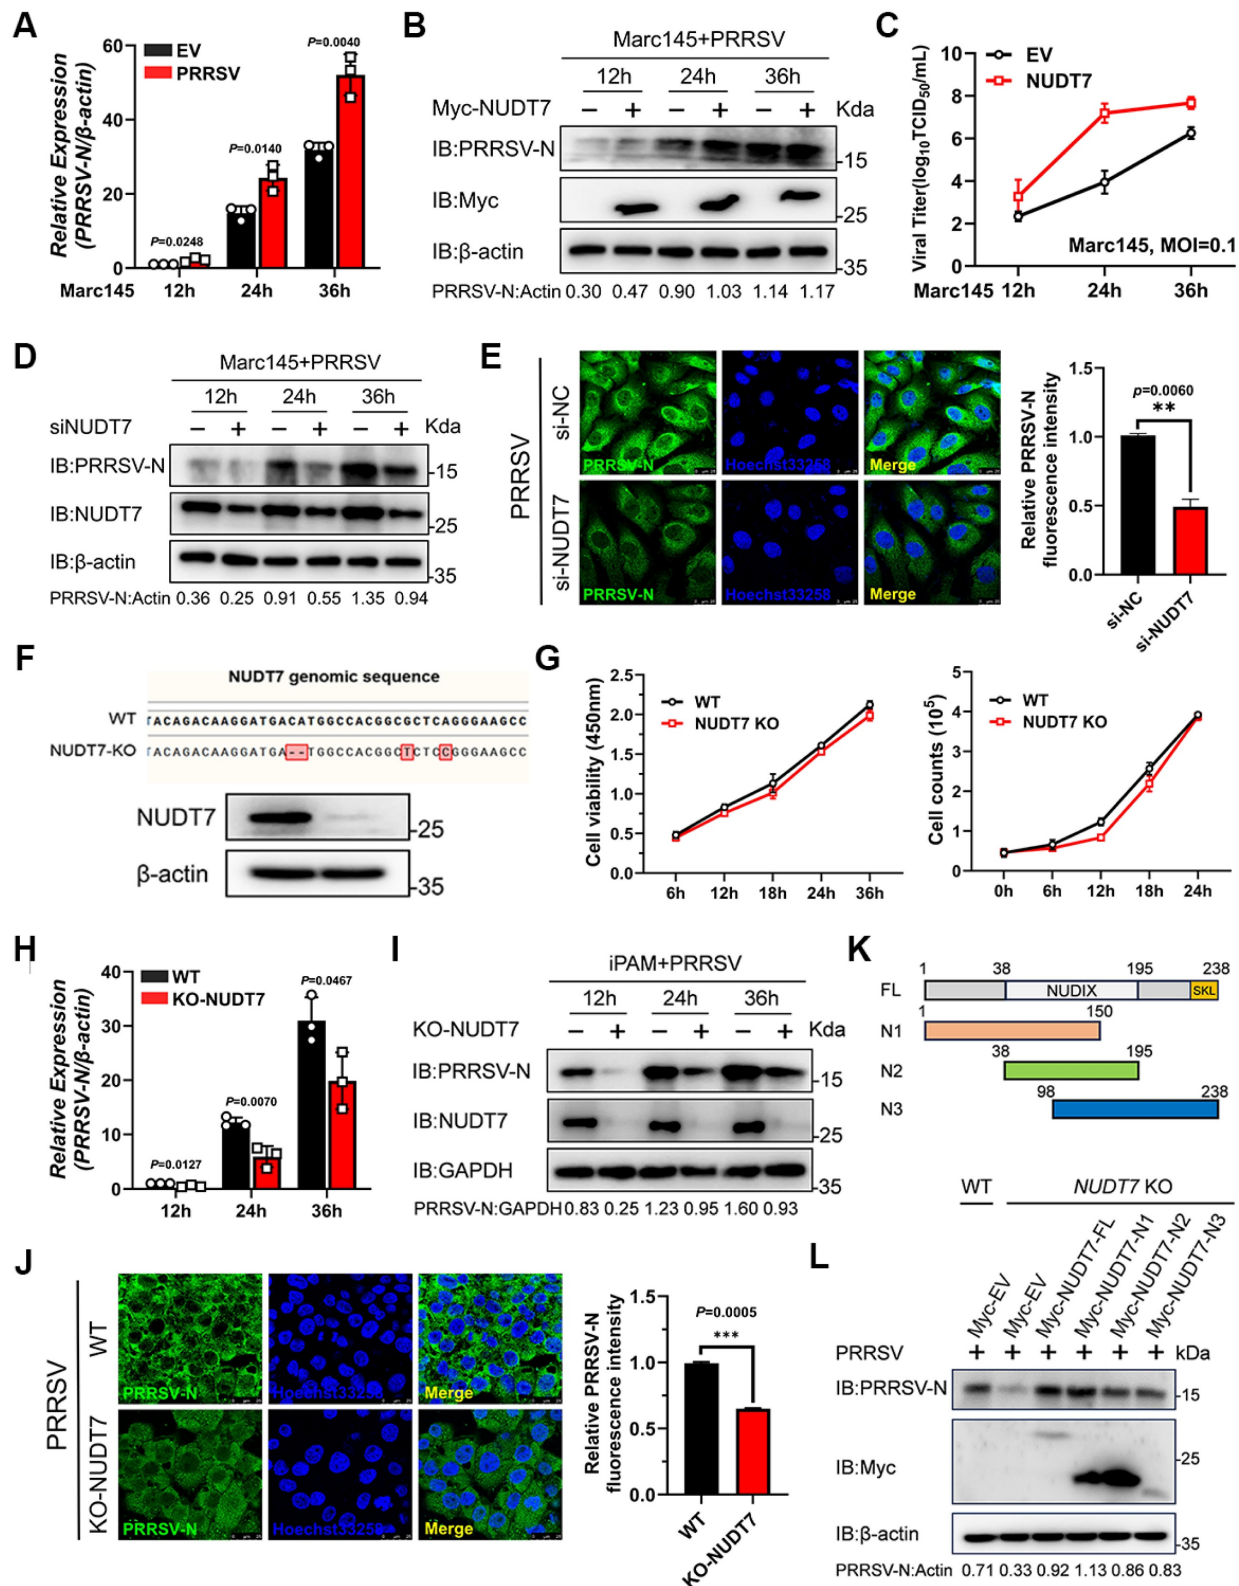 A
Relative Expression
(PRRSV-N/β-actin)
60
40
20
0
EV
PRRSV
P=0.0248
P=0.0140
P=0.0040
Marc145 12h 24h 36h
B
Marc145+PRRSV
12h 24h 36h
Myc-NUDT7 − + − + − + Kda
IB:PRRSV-N -15
IB:Myc -25
IB:β-actin -35
PRRSV-N:Actin 0.30 0.47 0.90 1.03 1.14 1.17
C
Viral Titer(log10TCID50/mL)
10
8
6
4
2
0
EV
NUDT7
Marc145, MOI=0.1
Marc145 12h 24h 36h
D
Marc145+PRRSV
12h 24h 36h
siNUDT7 − + − + − + Kda
IB:PRRSV-N -15
IB:NUDT7 -25
IB:β-actin -35
PRRSV-N:Actin 0.36 0.25 0.91 0.55 1.35 0.94
E
PRRSV
si-NC
PRRSV-N Hoechst33258 Merge
si-NUDT7
PRRSV-N Hoechst33258 Merge
Relative PRRSV-N
fluorescence intensity
1.5
1.0
0.5
0.0
p=0.0060
**
si-NC
si-NUDT7
F
NUDT7 genomic sequence
WT TACAGACAAGGATGACATGGCCACGGCGCTCAGGGAAGCC
NUDT7-KO TACAGACAAGGATGA--TGGCCACGGCTCTCCGGGAAGCC
NUDT7 -25
β-actin -35
G
Cell viability (450nm)
2.5
2.0
1.5
1.0
0.5
0.0
WT
NUDT7 KO
6h 12h 18h 24h 36h
Cell counts (10^5)
5
4
3
2
1
0
WT
NUDT7 KO
0h 6h 12h 18h 24h
H
Relative Expression
(PRRSV-N/β-actin)
40
30
20
10
0
WT
KO-NUDT7
P=0.0127
P=0.0070
P=0.0467
12h 24h 36h
I
iPAM+PRRSV
12h 24h 36h
KO-NUDT7 − + − + − + Kda
IB:PRRSV-N -15
IB:NUDT7 -25
IB:GAPDH -35
PRRSV-N:GAPDH 0.83 0.25 1.23 0.95 1.60 0.93
K
1 38 195 238
FL NUDIX SKL
1 150
N1
38 195
N2
98 238
N3
J
PRRSV
WT
PRRSV-N Hoechst33258 Merge
KO-NUDT7
PRRSV-N Hoechst33258 Merge
Relative PRRSV-N
fluorescence intensity
1.5
1.0
0.5
0.0
P=0.0005
***
WT
KO-NUDT7
L
WT NUDT7 KO
Myc-EV
Myc-EV
Myc-NUDT7-FL
Myc-NUDT7-N1
Myc-NUDT7-N2
Myc-NUDT7-N3
PRRSV + + + + + + kDa
IB:PRRSV-N -15
IB:Myc -25
IB:β-actin -35
PRRSV-N:Actin 0.71 0.33 0.92 1.13 0.86 0.83